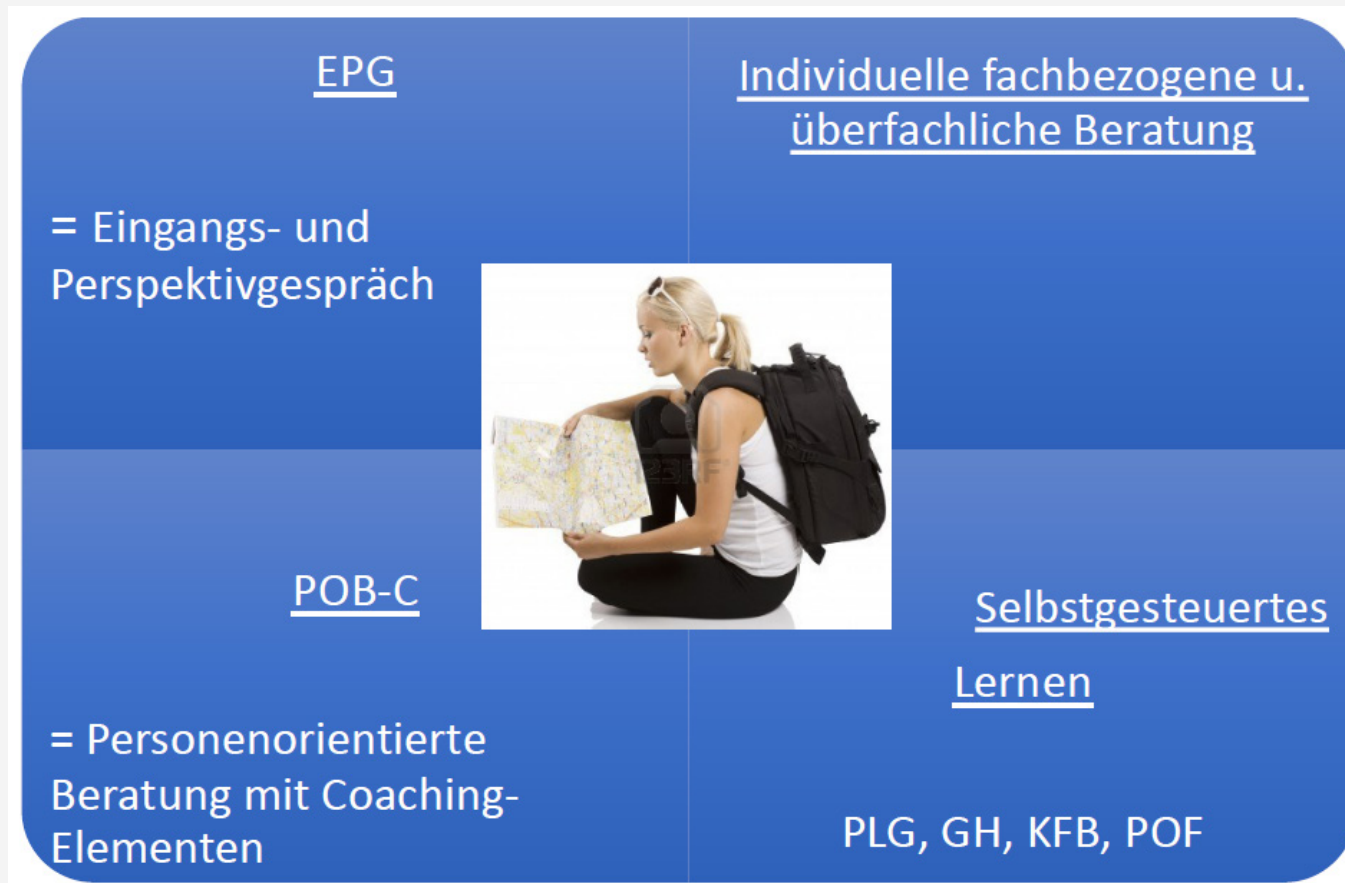 EPG
= Eingangs- und
Perspektivgespräch
Individuelle fachbezogene u.
überfachliche Beratung
123RF
POB-C
= Personenorientierte
Beratung mit Coaching-
Elementen
Selbstgesteuertes
Lernen
PLG, GH, KFB, POF